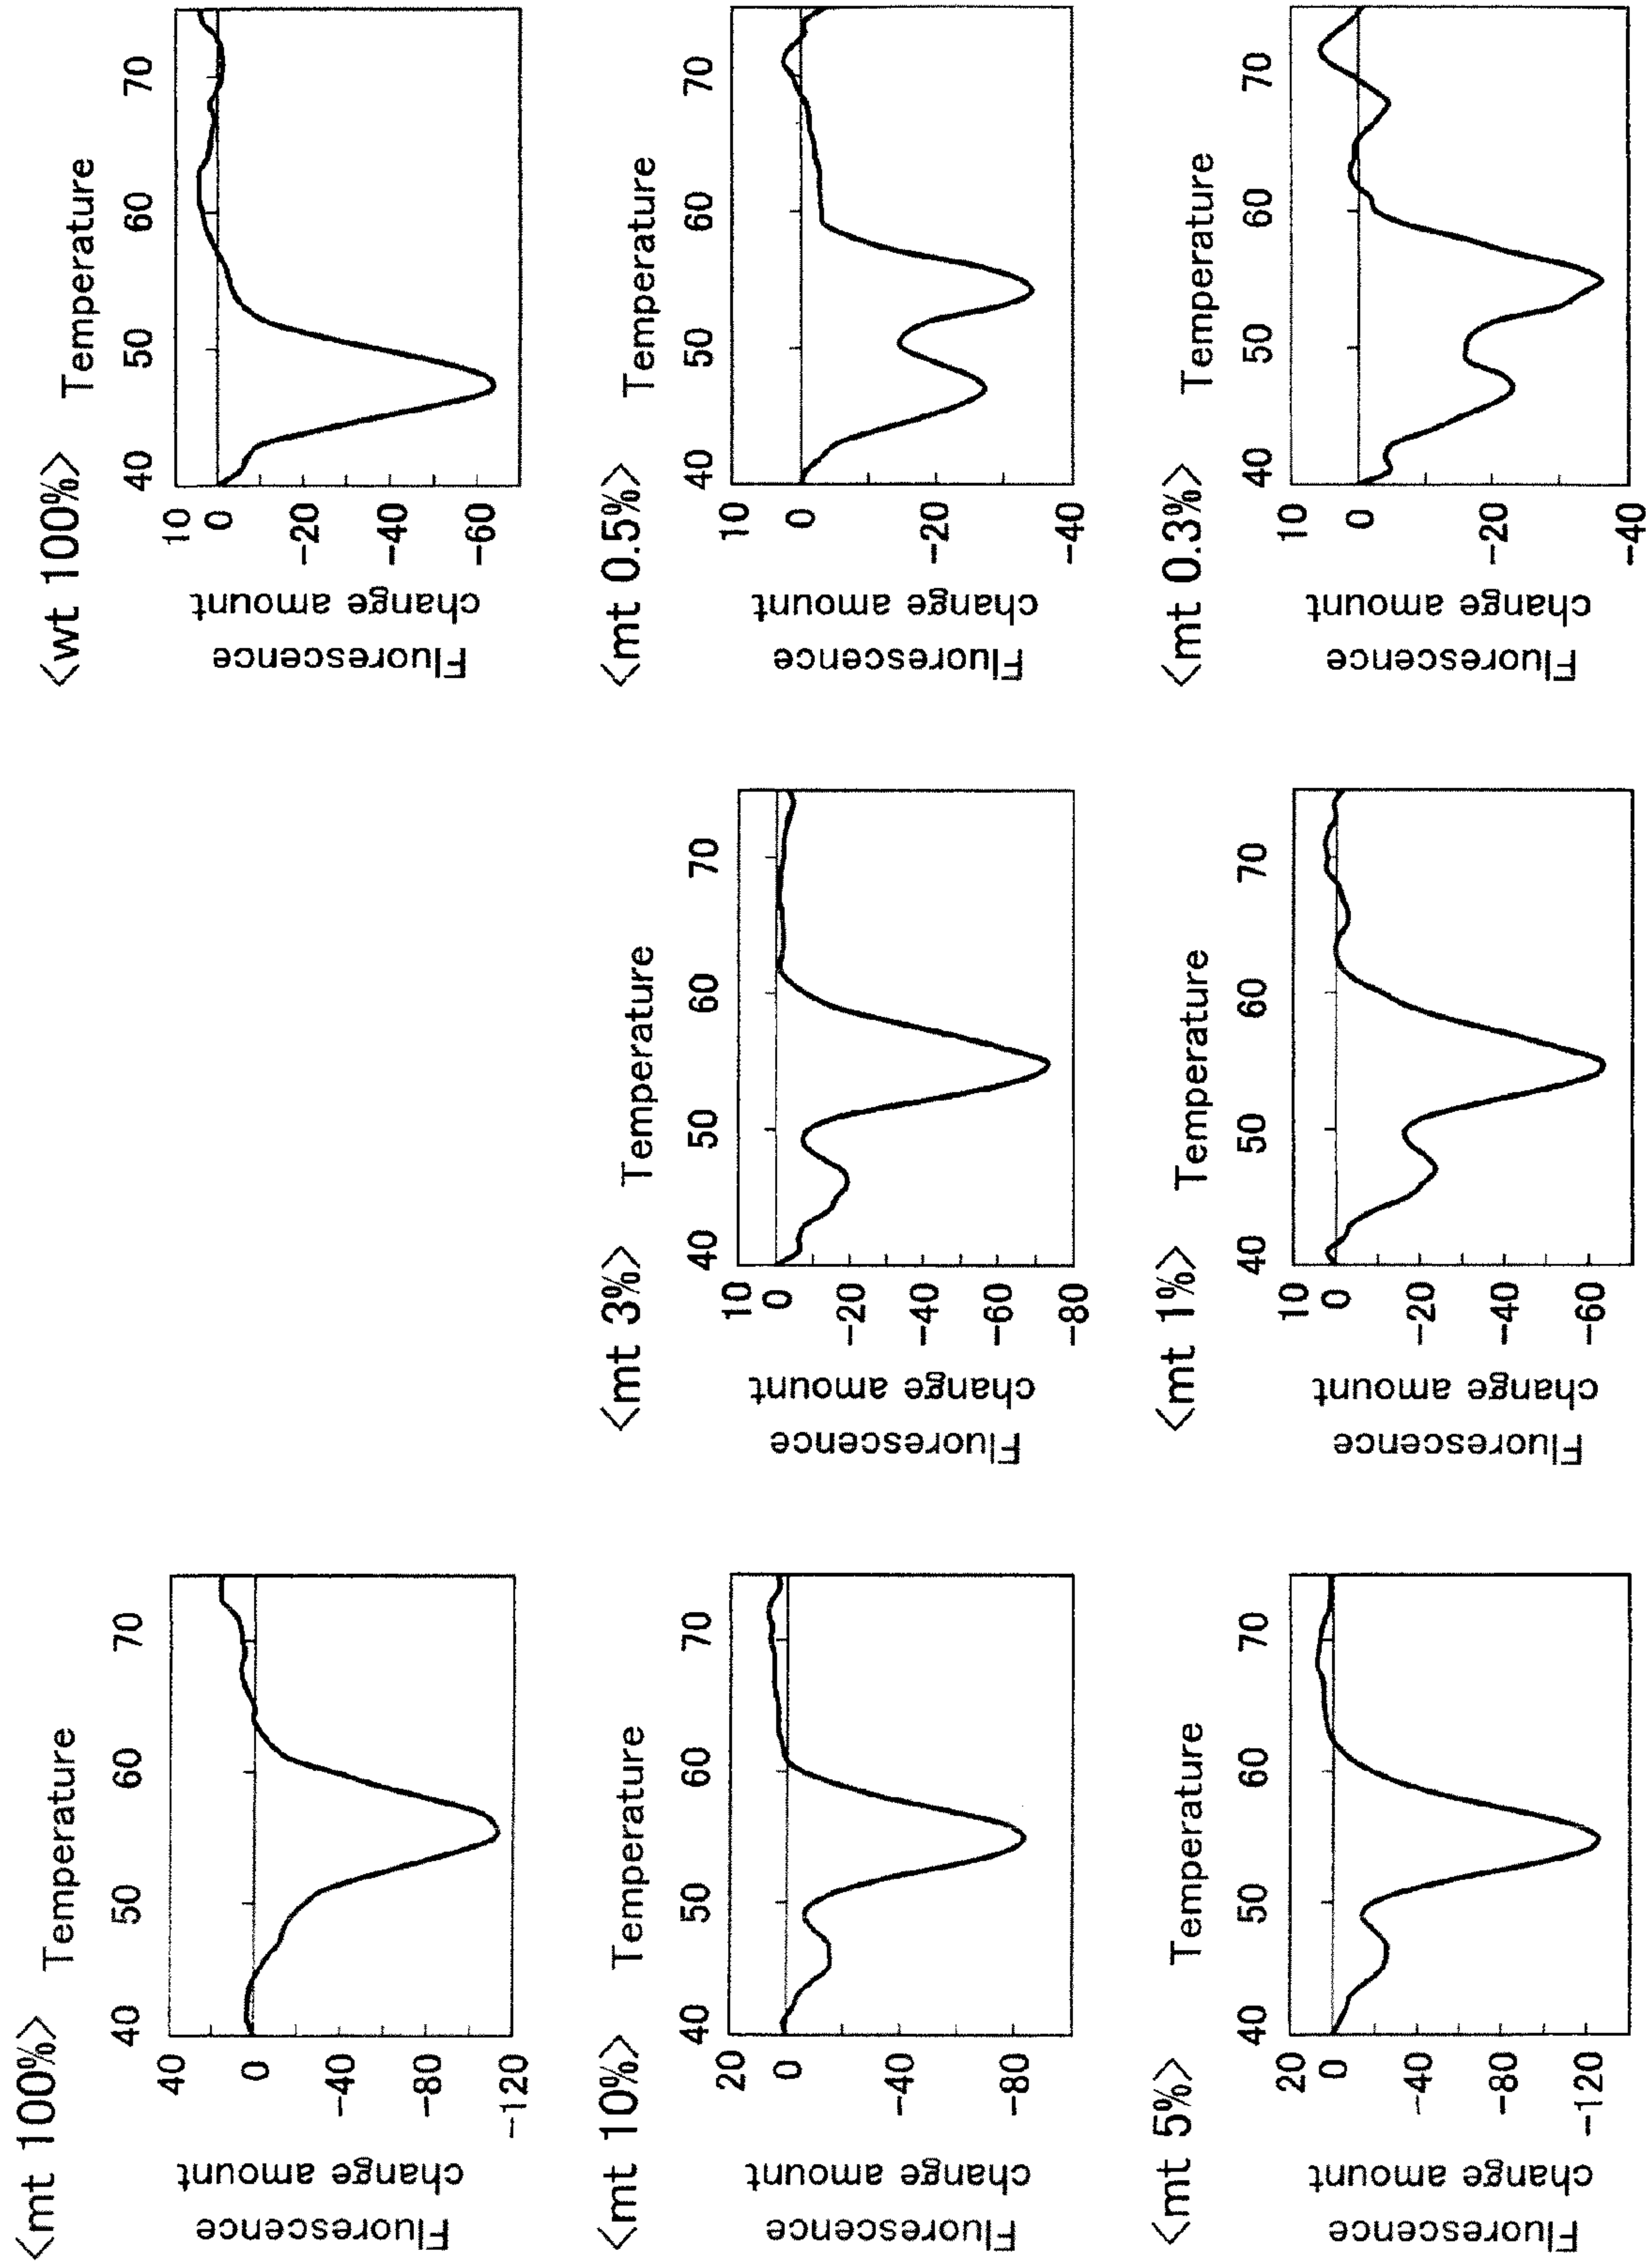 <mt 100%> Temperature
40 50 60 70
40
0
-40
-80
-120
Fluorescence
change amount
<wt 100%> Temperature
40 50 60 70
10
0
-20
-40
-60
Fluorescence
change amount
<mt 10%> Temperature
40 50 60 70
20
0
-40
-80
Fluorescence
change amount
<mt 3%> Temperature
40 50 60 70
10
0
-20
-40
-60
-80
Fluorescence
change amount
<mt 0.5%> Temperature
40 50 60 70
10
0
-20
-40
Fluorescence
change amount
<mt 5%> Temperature
40 50 60 70
20
0
-40
-80
-120
Fluorescence
change amount
<mt 1%> Temperature
40 50 60 70
10
0
-20
-40
-60
Fluorescence
change amount
<mt 0.3%> Temperature
40 50 60 70
10
0
-20
-40
Fluorescence
change amount